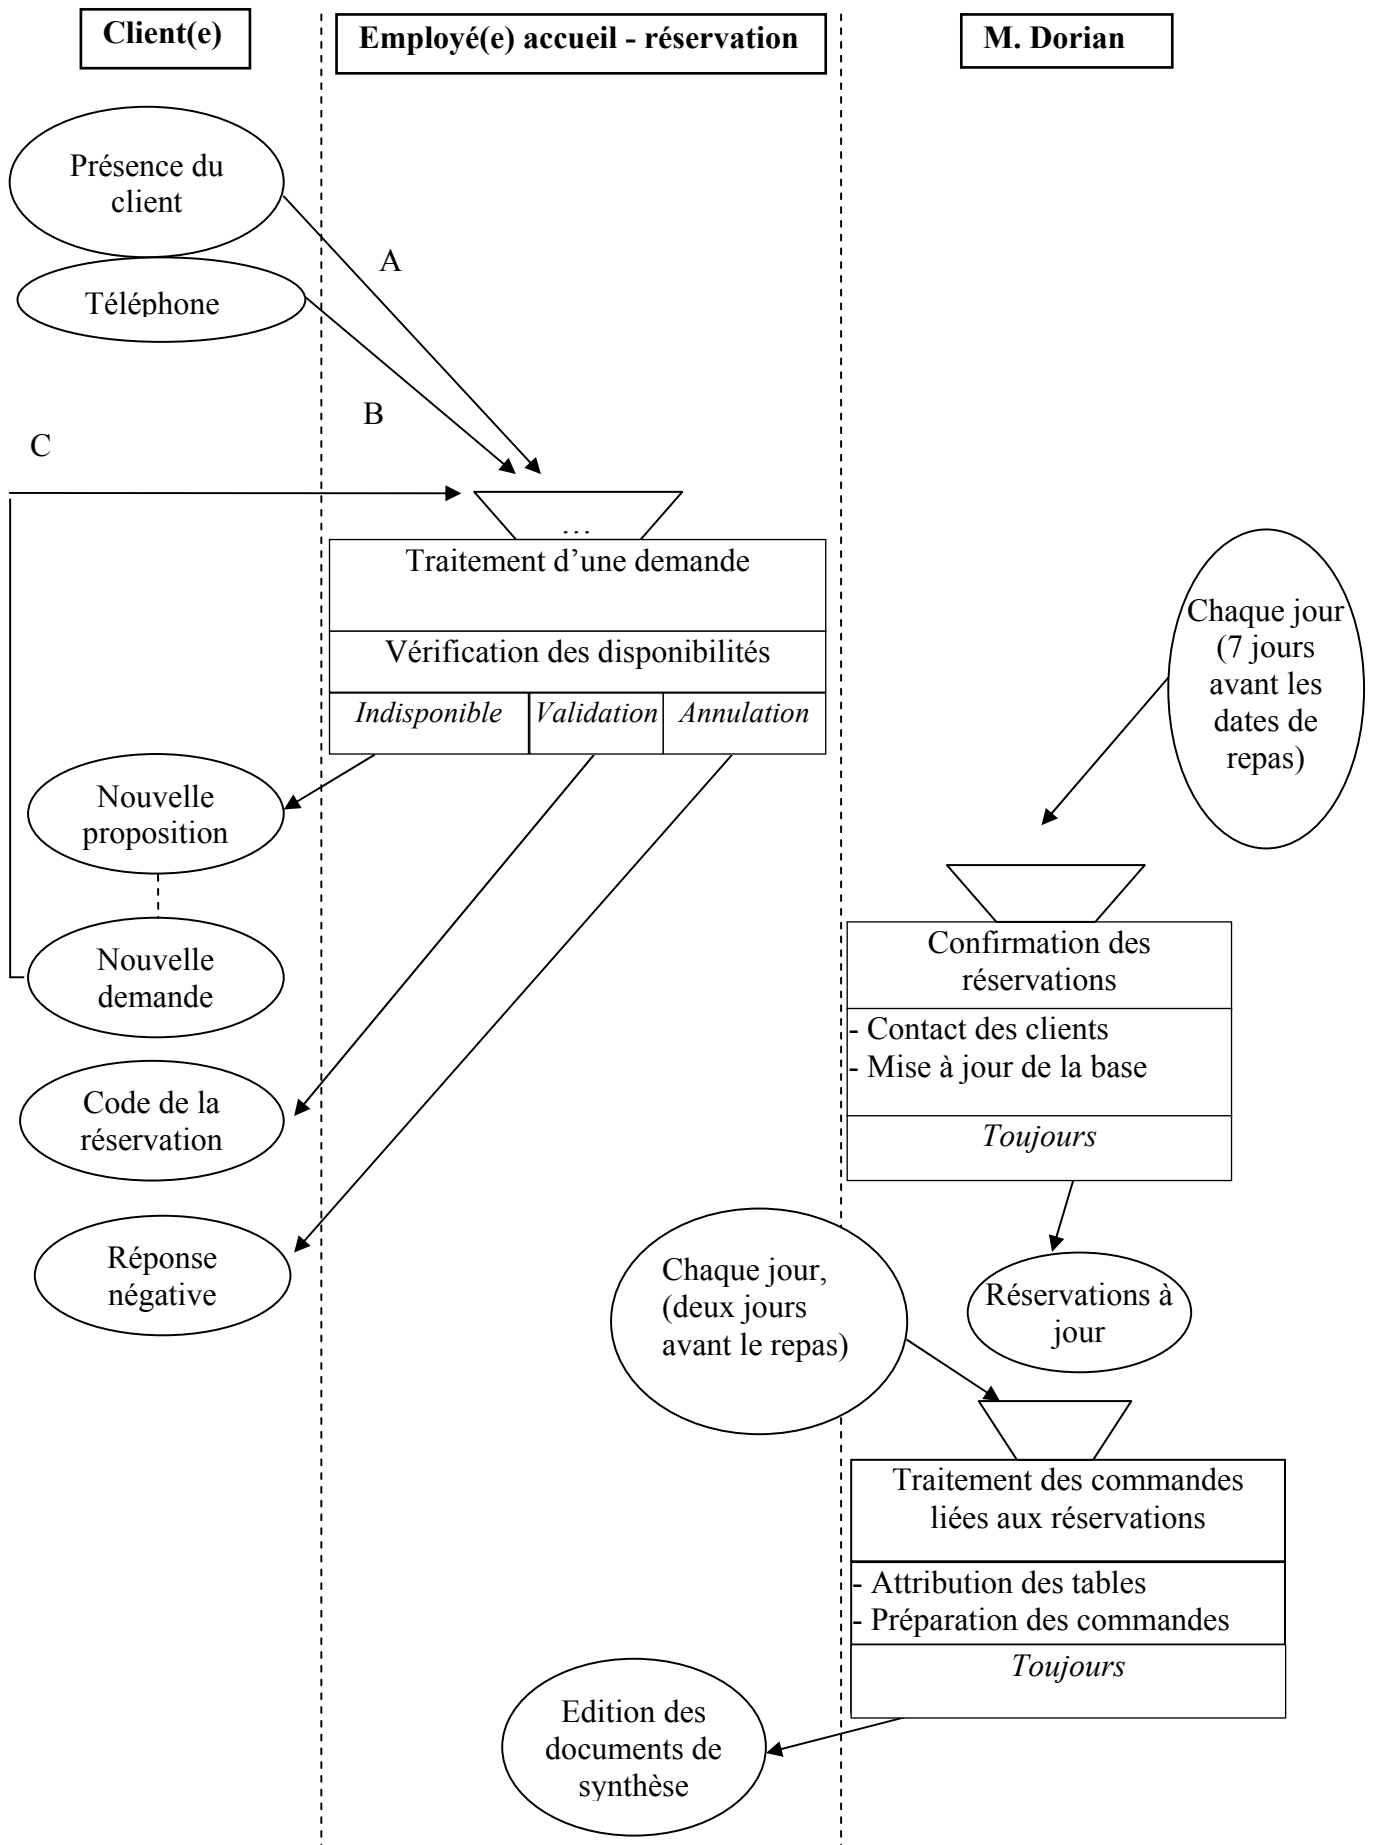 Client(e)
Employé(e) accueil - réservation
M. Dorian
Présence du
client
A
Téléphone
B
C
…
Traitement d’une demande
Vérification des disponibilités
Indisponible
Validation
Annulation
Chaque jour
(7 jours
avant les
dates de
repas)
Nouvelle
proposition
Nouvelle
demande
Confirmation des
réservations
- Contact des clients
- Mise à jour de la base
Toujours
Code de la
réservation
Réponse
négative
Chaque jour,
(deux jours
avant le repas)
Réservations à
jour
Traitement des commandes
liées aux réservations
- Attribution des tables
- Préparation des commandes
Toujours
Edition des
documents de
synthèse